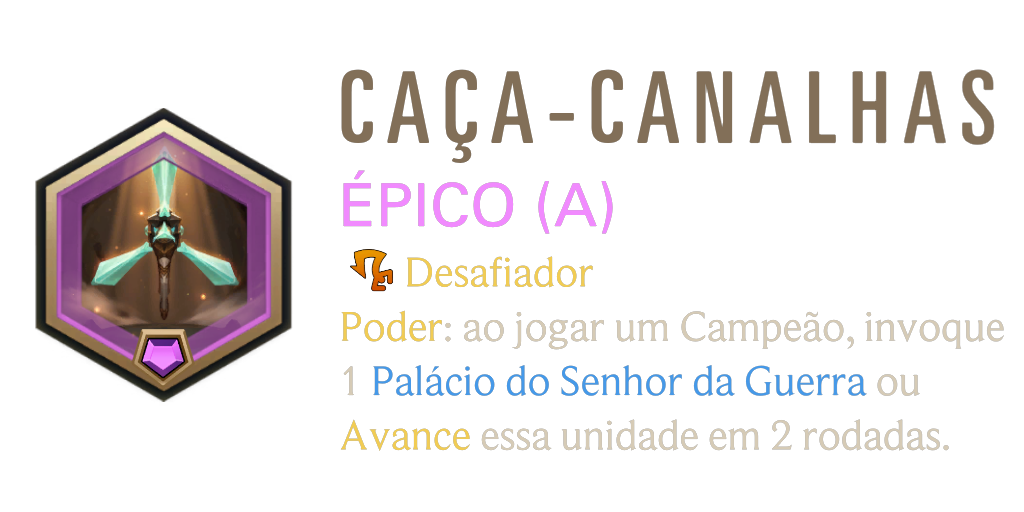 CAÇA-CANALHAS
ÉPICO (A)
Desafiador
Poder: ao jogar um Campeão, invoque
1 Palácio do Senhor da Guerra ou
Avance essa unidade em 2 rodadas.